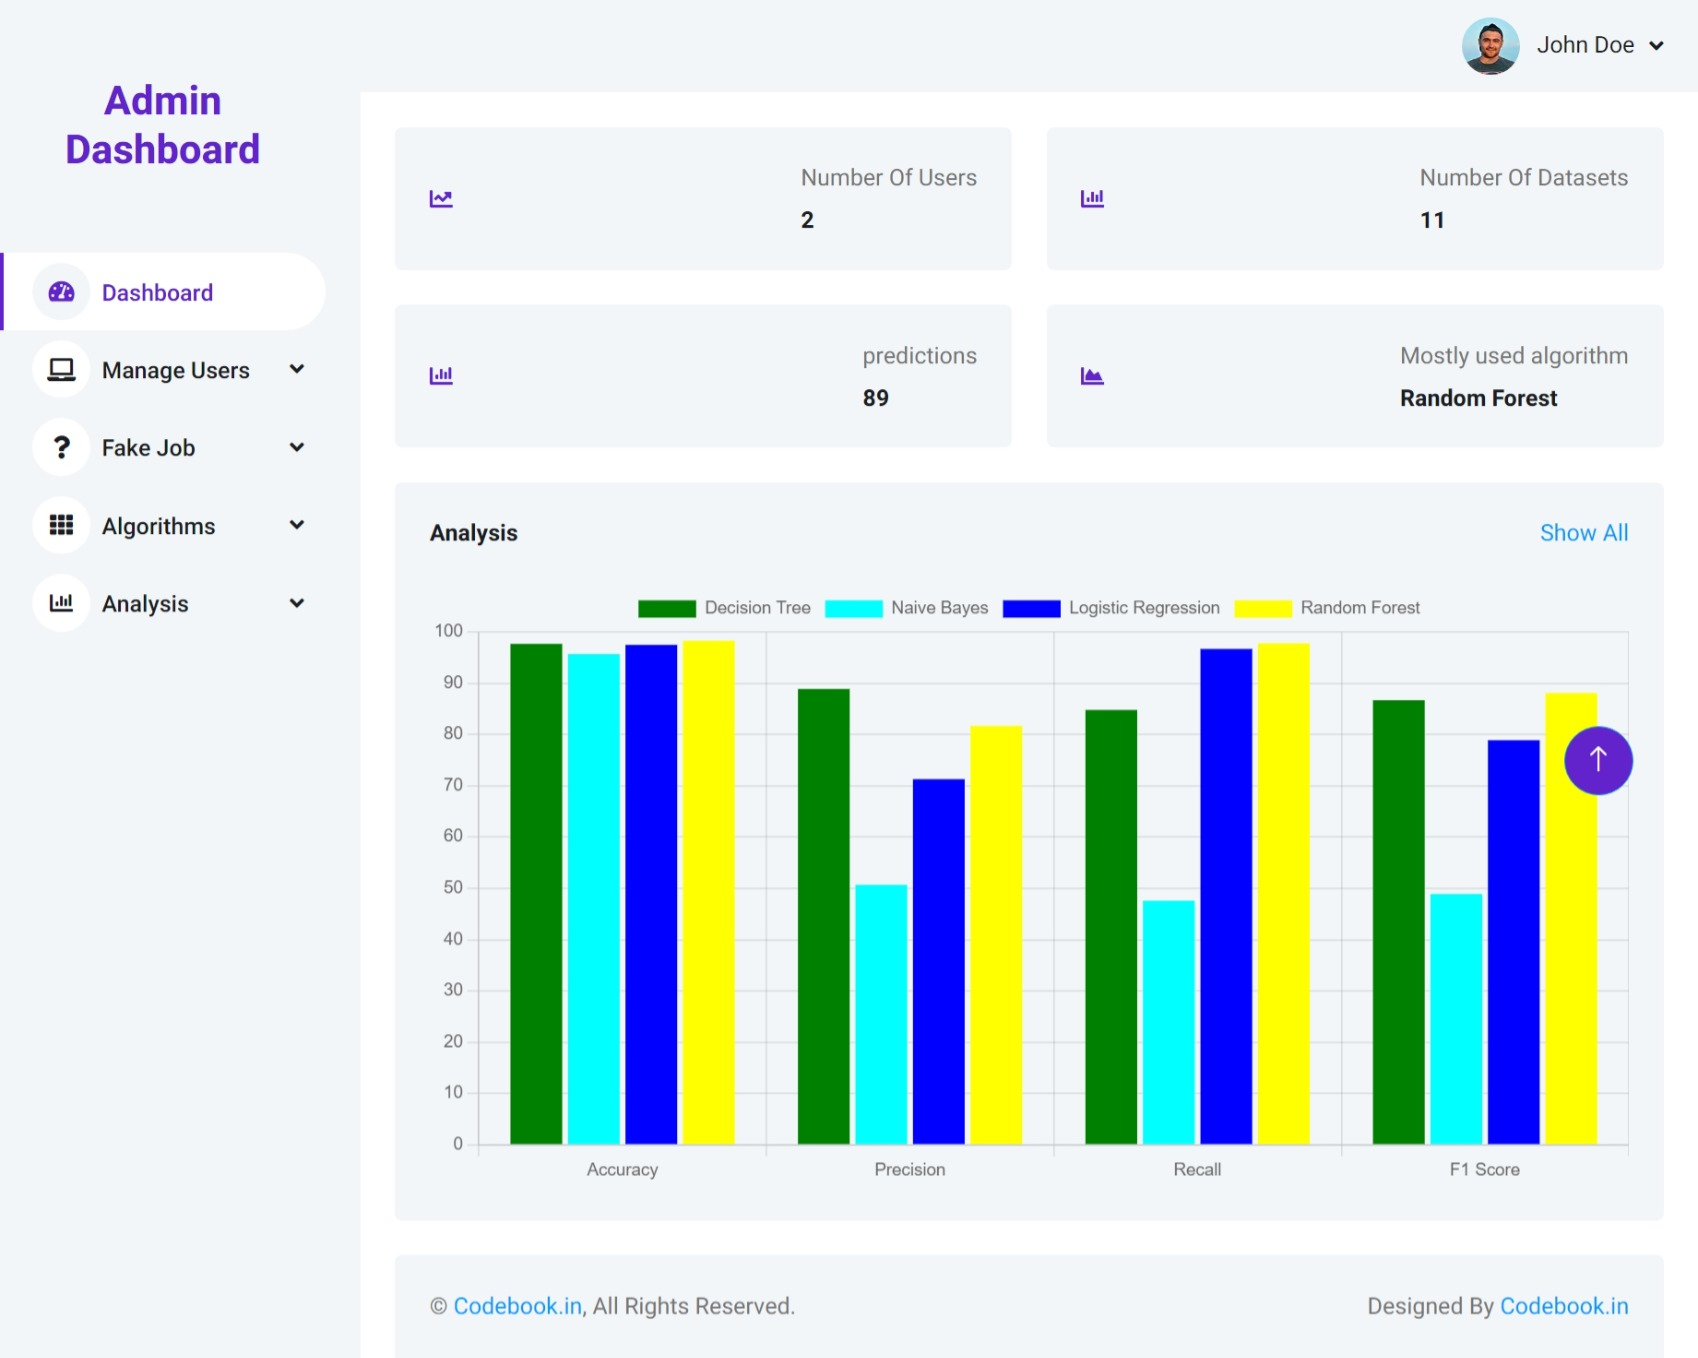 John Doe
Admin
Dashboard
Dashboard
Manage Users
Fake Job
Algorithms
Analysis
Number Of Users
2
Number Of Datasets
11
predictions
89
Mostly used algorithm
Random Forest
Analysis
Show All
Decision Tree Naive Bayes Logistic Regression Random Forest
100
90
80
70
60
50
40
30
20
10
0
Accuracy Precision Recall F1 Score
© Codebook.in, All Rights Reserved.
Designed By Codebook.in